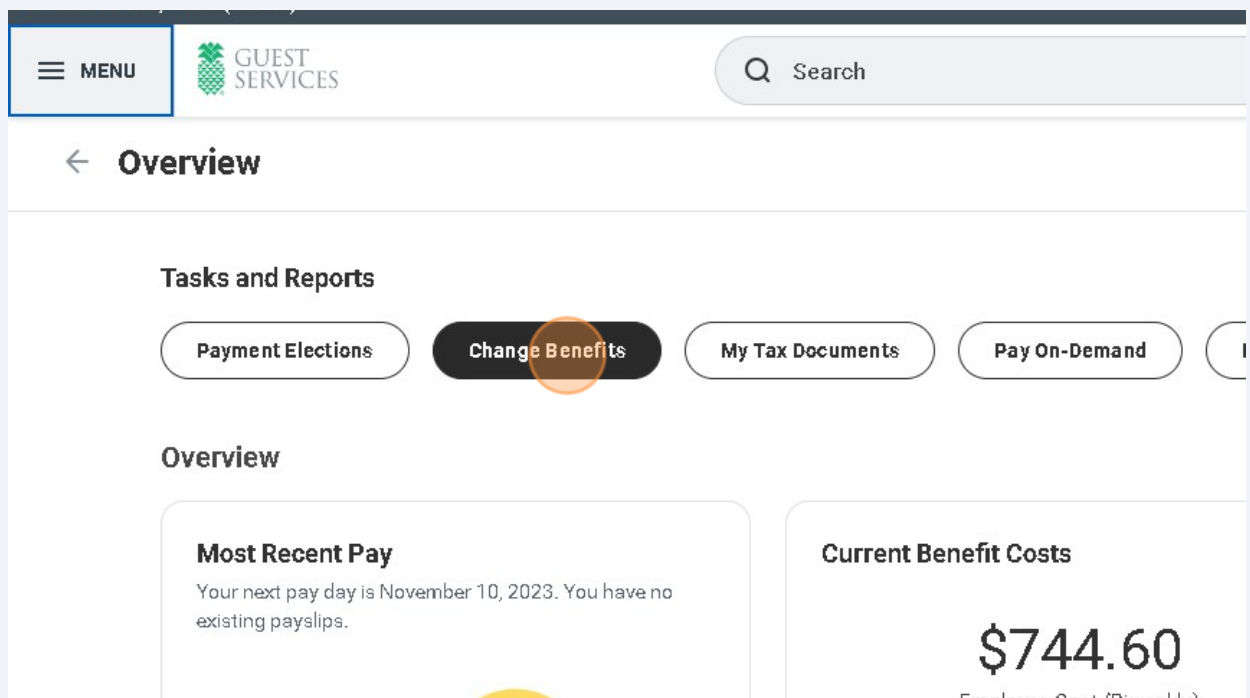 MENU
GUEST
SERVICES
Search
Overview
Tasks and Reports
Payment Elections
Change Benefits
My Tax Documents
Pay On-Demand
Overview
Most Recent Pay
Your next pay day is November 10, 2023. You have no
existing payslips.
Current Benefit Costs
$744.60